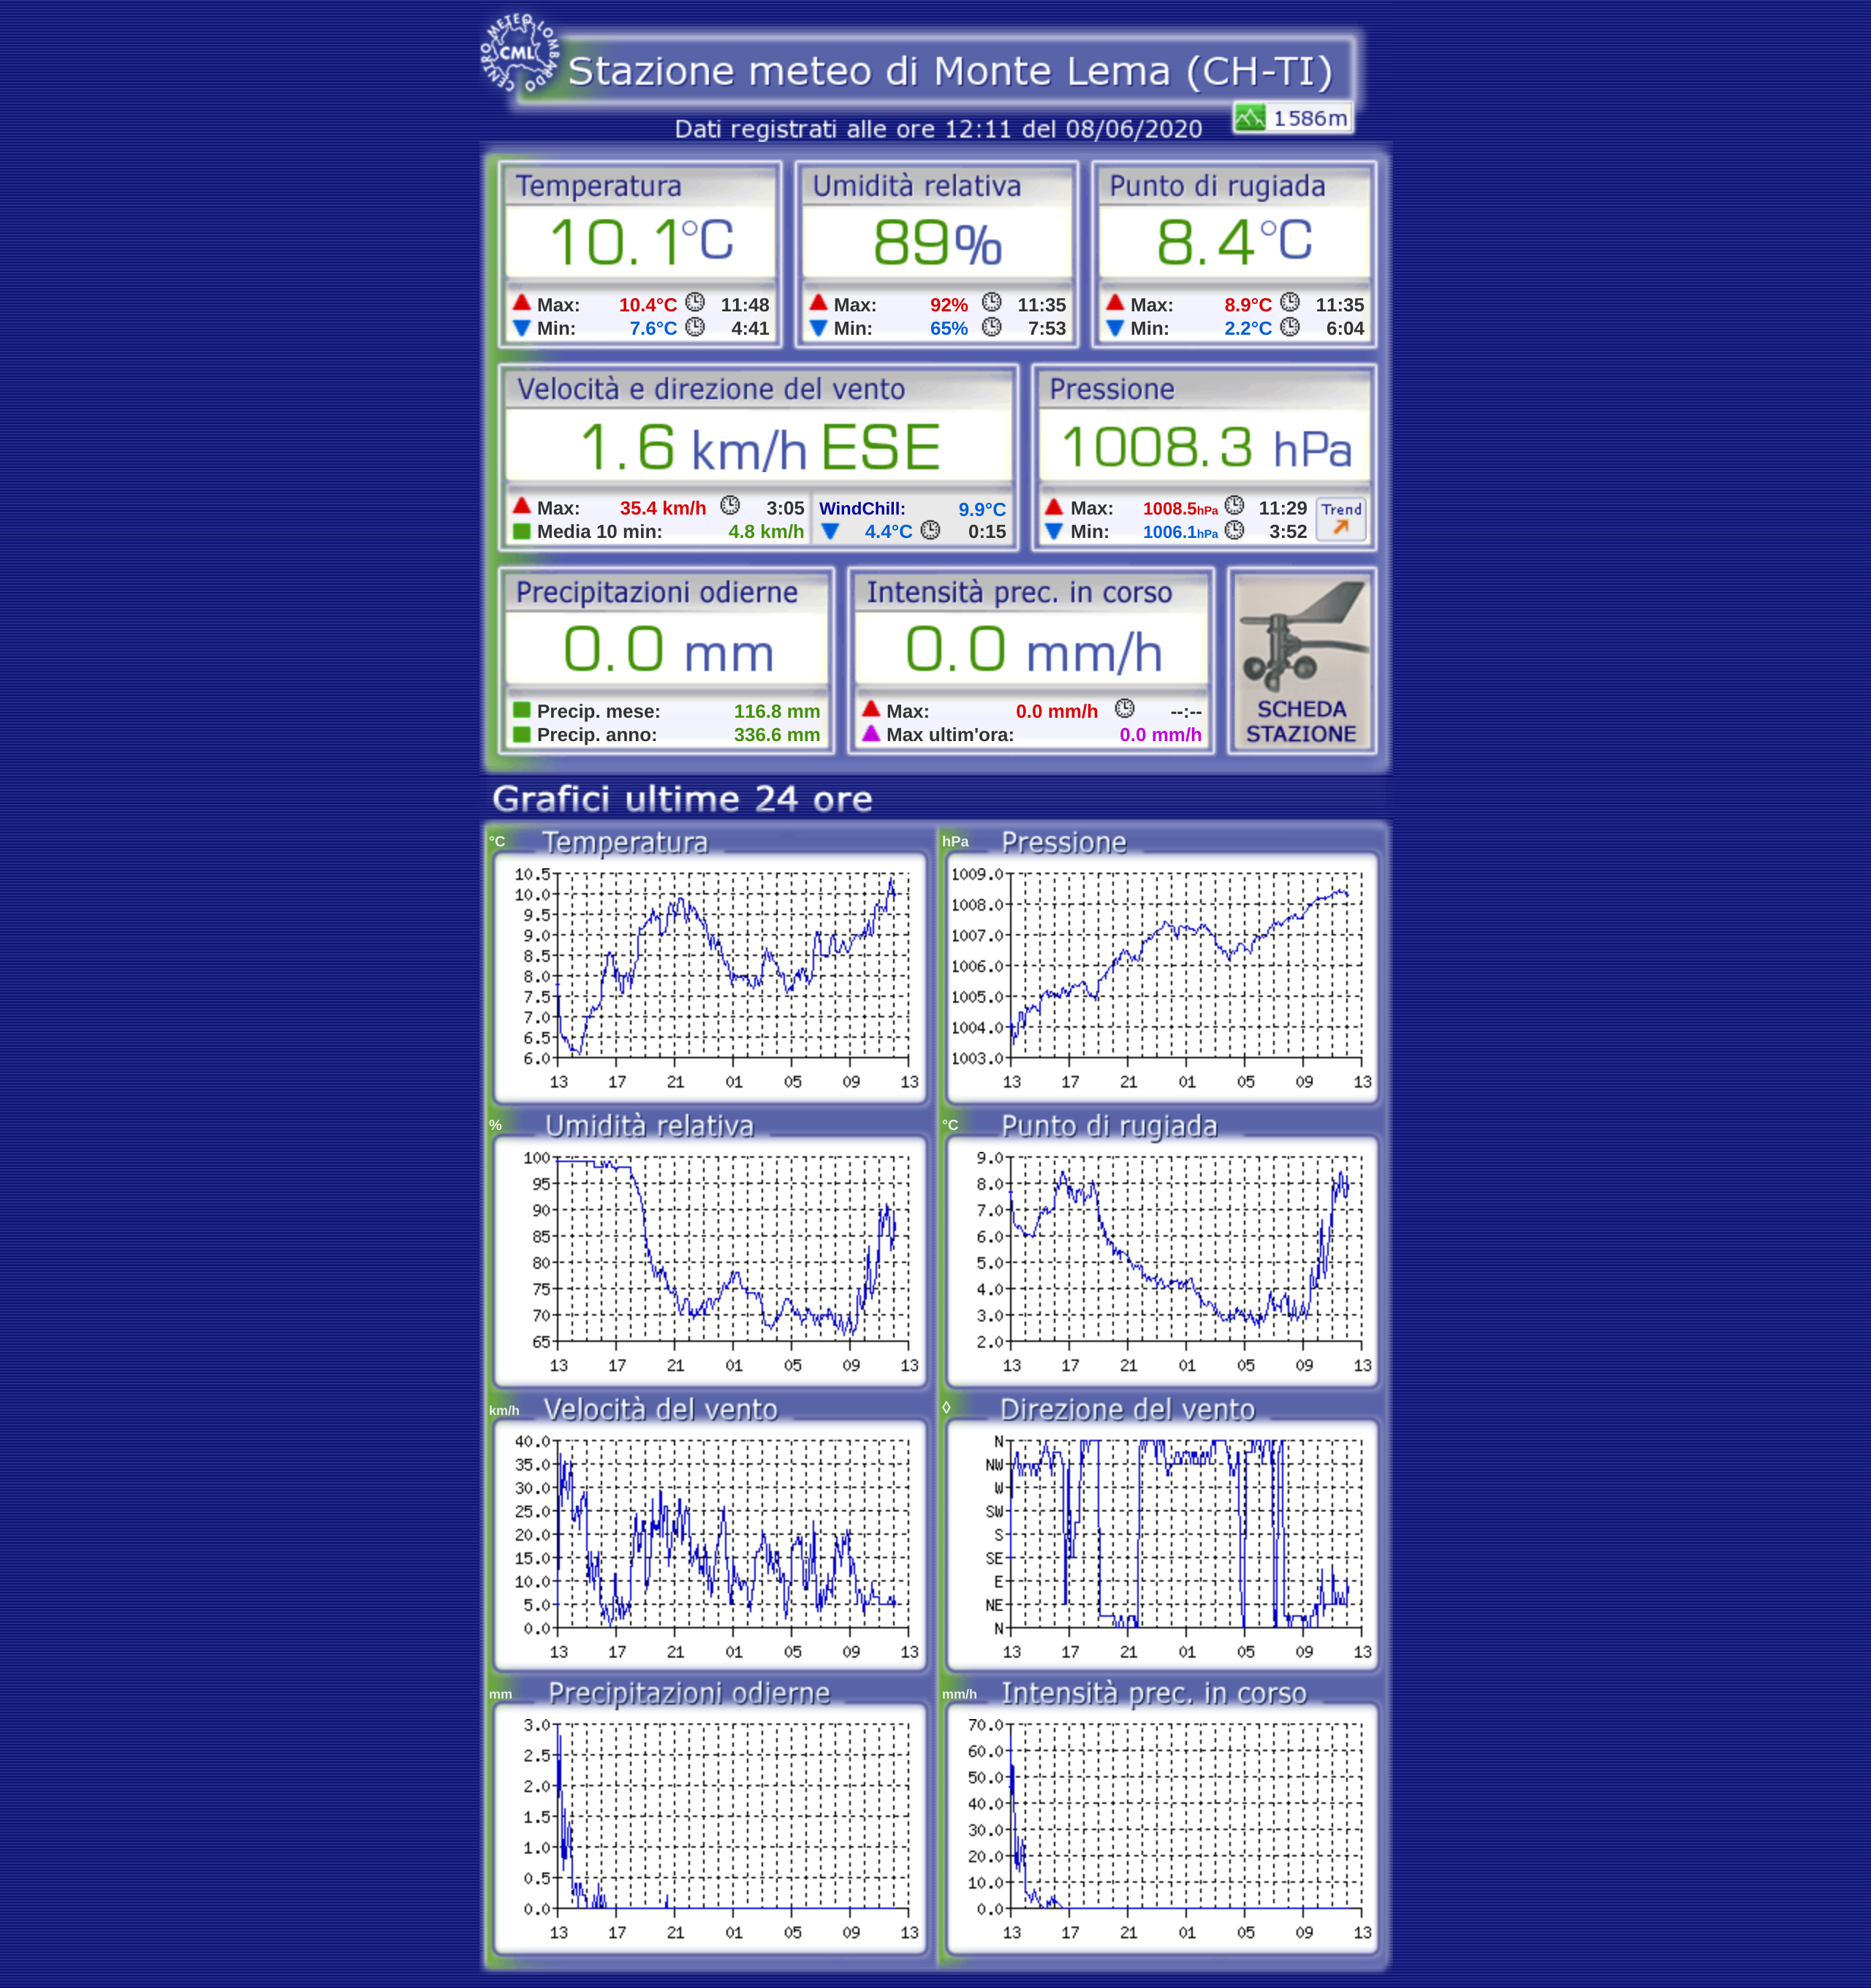 CENTRO METEO LOMBARDO
CML
Stazione meteo di Monte Lema (CH-TI)
1586m
Dati registrati alle ore 12:11 del 08/06/2020
Temperatura
10.1°C
Max: 10.4°C 11:48
Min: 7.6°C 4:41
Umidità relativa
89%
Max: 92% 11:35
Min: 65% 7:53
Punto di rugiada
8.4°C
Max: 8.9°C 11:35
Min: 2.2°C 6:04
Velocità e direzione del vento
1.6 km/h ESE
Max: 35.4 km/h 3:05
Media 10 min: 4.8 km/h
WindChill: 9.9°C
4.4°C 0:15
Pressione
1008.3 hPa
Max: 1008.5hPa 11:29
Min: 1006.1hPa 3:52
Trend
Precipitazioni odierne
0.0 mm
Precip. mese: 116.8 mm
Precip. anno: 336.6 mm
Intensità prec. in corso
0.0 mm/h
Max: 0.0 mm/h --:--
Max ultim'ora: 0.0 mm/h
SCHEDA
STAZIONE
Grafici ultime 24 ore
°C Temperatura
10.5
10.0
9.5
9.0
8.5
8.0
7.5
7.0
6.5
6.0
13 17 21 01 05 09 13
hPa Pressione
1009.0
1008.0
1007.0
1006.0
1005.0
1004.0
1003.0
13 17 21 01 05 09 13
% Umidità relativa
100
95
90
85
80
75
70
65
13 17 21 01 05 09 13
°C Punto di rugiada
9.0
8.0
7.0
6.0
5.0
4.0
3.0
2.0
13 17 21 01 05 09 13
km/h Velocità del vento
40.0
35.0
30.0
25.0
20.0
15.0
10.0
5.0
0.0
13 17 21 01 05 09 13
◊ Direzione del vento
N
NW
W
SW
S
SE
E
NE
N
13 17 21 01 05 09 13
mm Precipitazioni odierne
3.0
2.5
2.0
1.5
1.0
0.5
0.0
13 17 21 01 05 09 13
mm/h Intensità prec. in corso
70.0
60.0
50.0
40.0
30.0
20.0
10.0
0.0
13 17 21 01 05 09 13